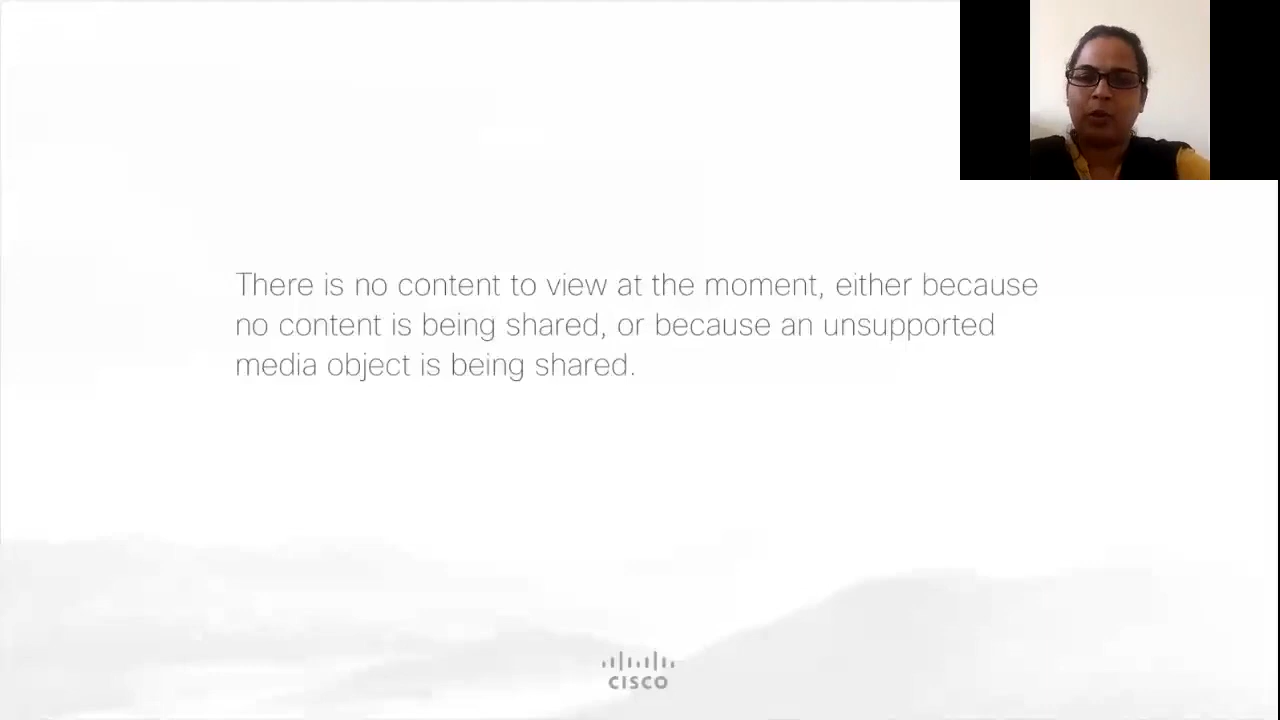 There is no content to view at the moment, either because
no content is being shared, or because an unsupported
media object is being shared.
CISCO